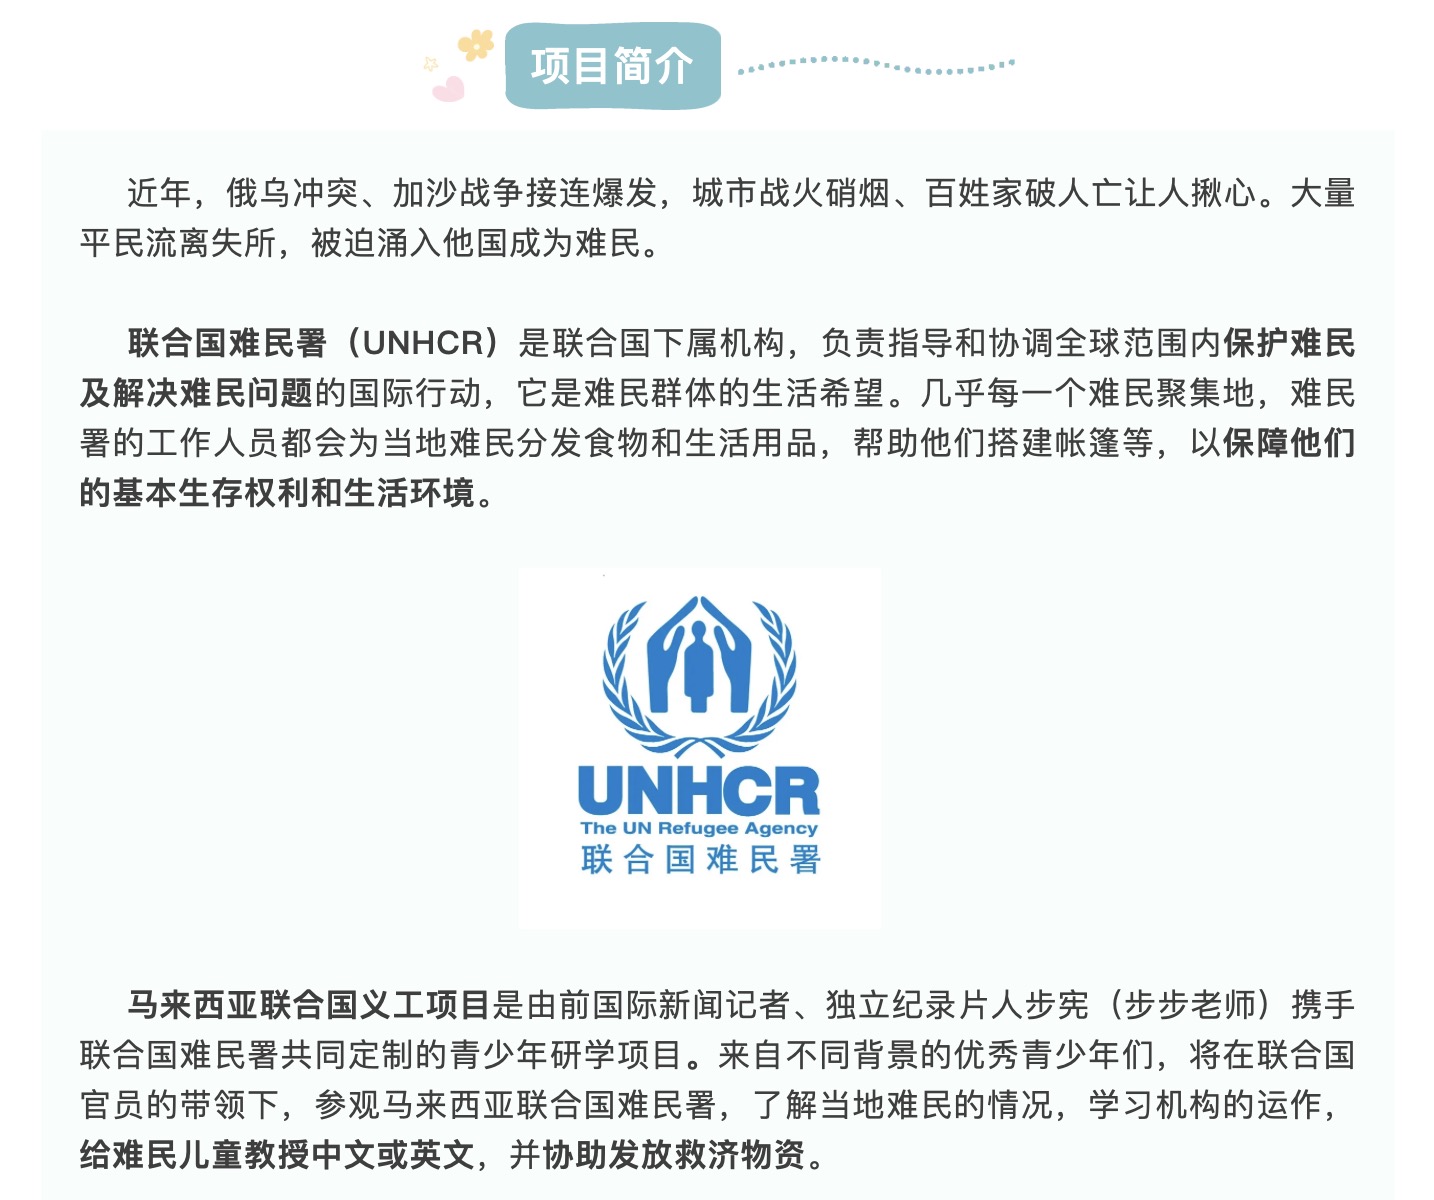 项目简介
近年，俄乌冲突、加沙战争接连爆发，城市战火硝烟、百姓家破人亡让人揪心。大量
平民流离失所，被迫涌入他国成为难民。
联合国难民署（UNHCR）是联合国下属机构，负责指导和协调全球范围内保护难民
及解决难民问题的国际行动，它是难民群体的生活希望。几乎每一个难民聚集地，难民
署的工作人员都会为当地难民分发食物和生活用品，帮助他们搭建帐篷等，以保障他们
的基本生存权利和生活环境。
UNHCR
The UN Refugee Agency
联合国难民署
马来西亚联合国义工项目是由前国际新闻记者、独立纪录片人步宪（步步老师）携手
联合国难民署共同定制的青少年研学项目。来自不同背景的优秀青少年们，将在联合国
官员的带领下，参观马来西亚联合国难民署，了解当地难民的情况，学习机构的运作，
给难民儿童教授中文或英文，并协助发放救济物资。